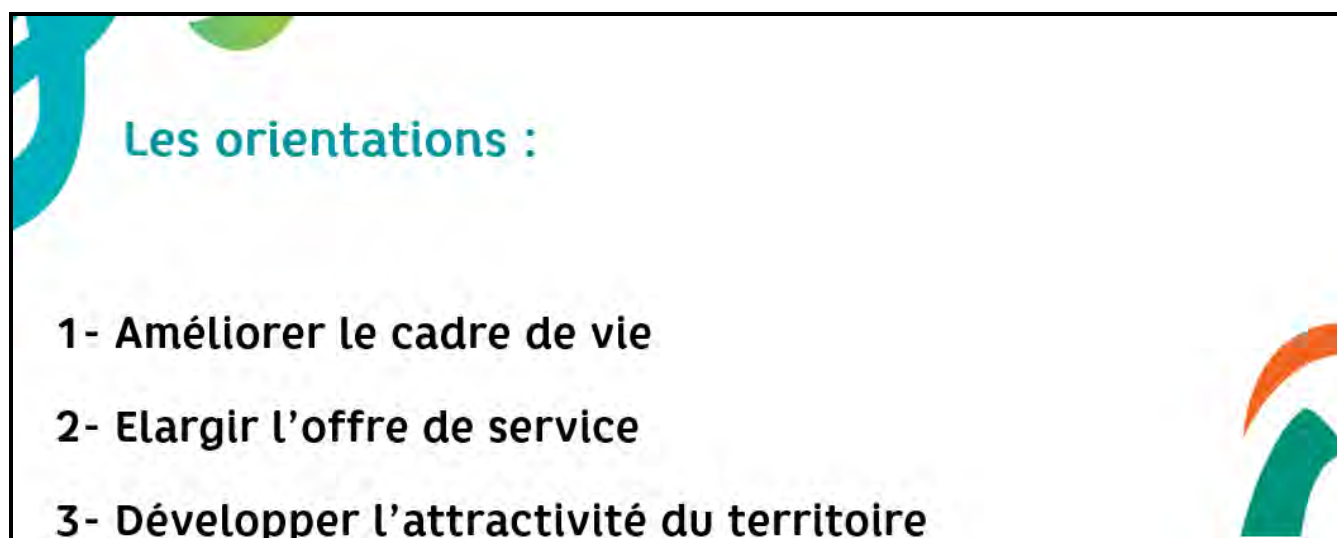 Les orientations :
1- Améliorer le cadre de vie
2- Elargir l'offre de service
3- Développer l'attractivité du territoire